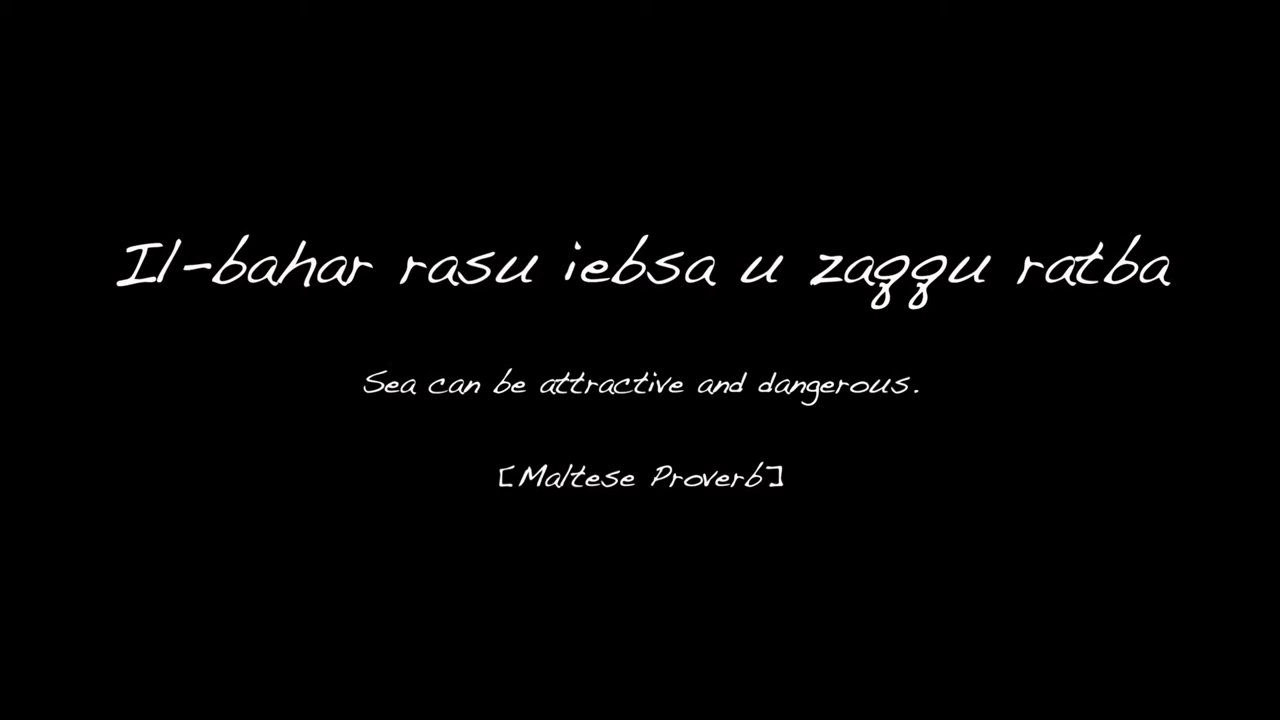 Il-bahar rasu iebsa u zaqqu ratba
Sea can be attractive and dangerous.
[Maltese Proverb]